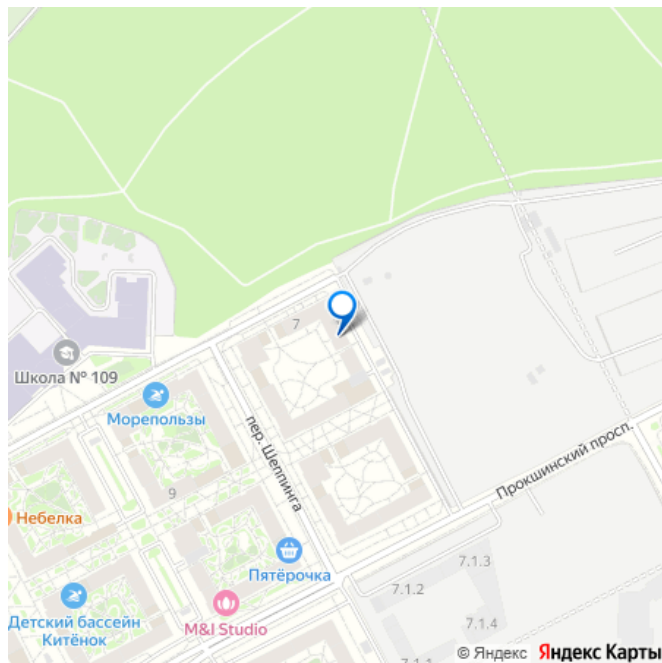 7
Школа № 109
Морепользы
пер. Шеппинга
Прокшинский просп.
9
Небелка
Пятёрочка
7.1.3
7.1.2
Детский бассейн
Китёнок
M&I Studio
7.1.4
7.1.1
© Яндекс Яндекс Карты